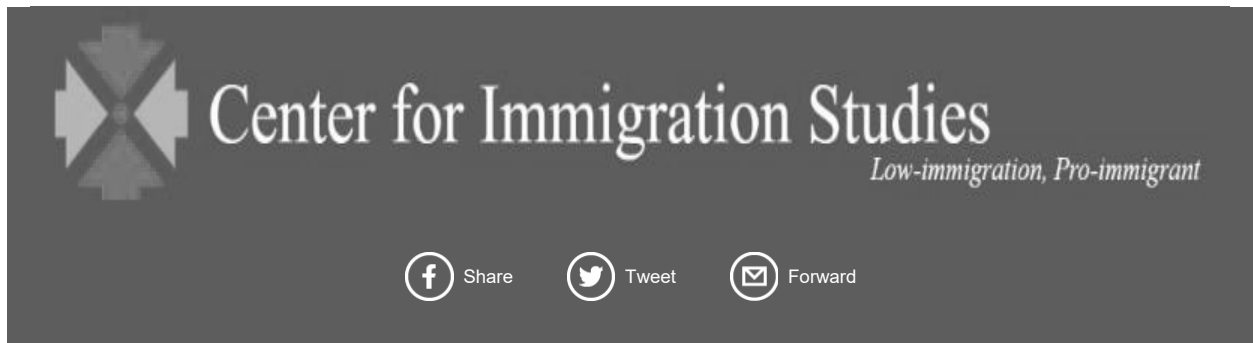 Center for Immigration Studies
Low-immigration, Pro-immigrant
Share Tweet Forward